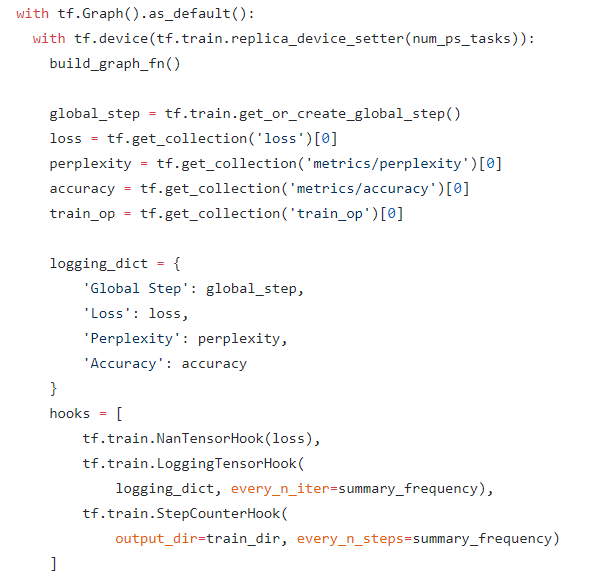 with tf.Graph().as_default():
  with tf.device(tf.train.replica_device_setter(num_ps_tasks)):
    build_graph_fn()

    global_step = tf.train.get_or_create_global_step()
    loss = tf.get_collection('loss')[0]
    perplexity = tf.get_collection('metrics/perplexity')[0]
    accuracy = tf.get_collection('metrics/accuracy')[0]
    train_op = tf.get_collection('train_op')[0]

    logging_dict = {
        'Global Step': global_step,
        'Loss': loss,
        'Perplexity': perplexity,
        'Accuracy': accuracy
    }
    hooks = [
        tf.train.NanTensorHook(loss),
        tf.train.LoggingTensorHook(
            logging_dict, every_n_iter=summary_frequency),
        tf.train.StepCounterHook(
            output_dir=train_dir, every_n_steps=summary_frequency)
    ]